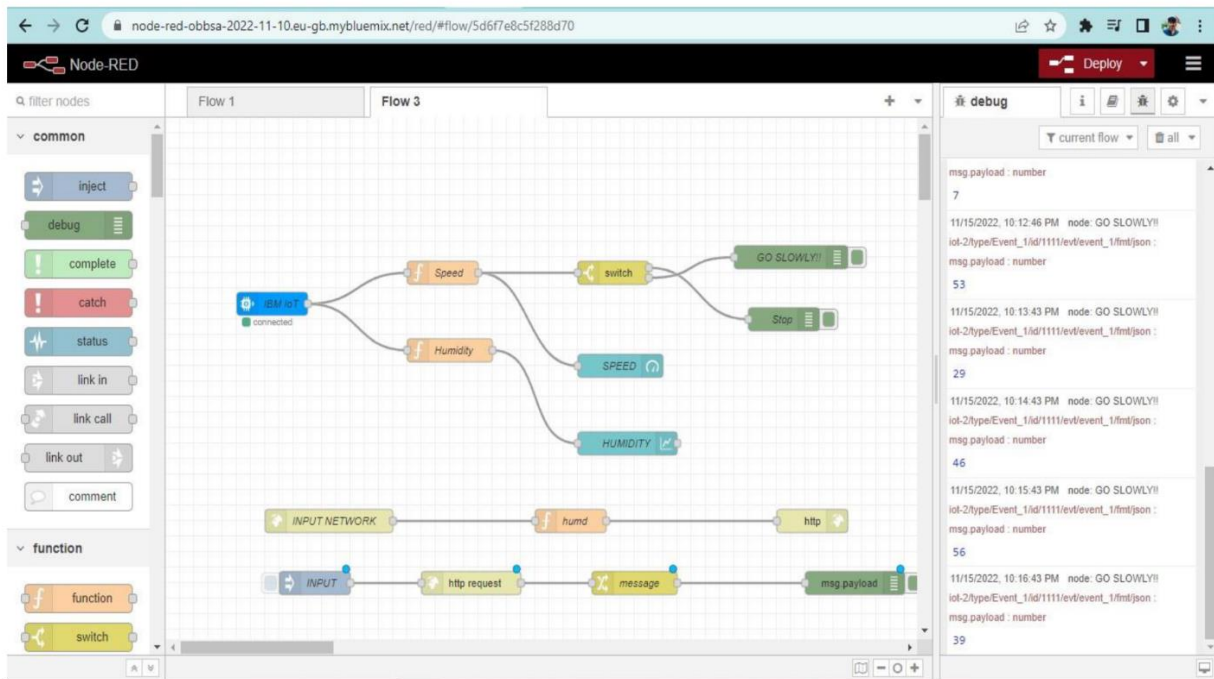 node-red-obbsa-2022-11-10.eu-gb.mybluemix.net/red/#flow/5d6f7e8c5f288d70
Node-RED
Deploy
filter nodes
Flow 1
Flow 3
debug
i
current flow
all
common
inject
debug
complete
catch
status
link in
link call
link out
comment
function
function
switch
IBM IoT
connected
Speed
Humidity
switch
GO SLOWLY!!
Stop
SPEED
HUMIDITY
INPUT NETWORK
humd
http
INPUT
http request
message
msg.payload
msg.payload : number
7
11/15/2022, 10:12:46 PM node: GO SLOWLY!!
iot-2/type/Event_1/id/1111/evt/event_1/fmt/json :
msg.payload : number
53
11/15/2022, 10:13:43 PM node: GO SLOWLY!!
iot-2/type/Event_1/id/1111/evt/event_1/fmt/json :
msg.payload : number
29
11/15/2022, 10:14:43 PM node: GO SLOWLY!!
iot-2/type/Event_1/id/1111/evt/event_1/fmt/json :
msg.payload : number
46
11/15/2022, 10:15:43 PM node: GO SLOWLY!!
iot-2/type/Event_1/id/1111/evt/event_1/fmt/json :
msg.payload : number
56
11/15/2022, 10:16:43 PM node: GO SLOWLY!!
iot-2/type/Event_1/id/1111/evt/event_1/fmt/json :
msg.payload : number
39